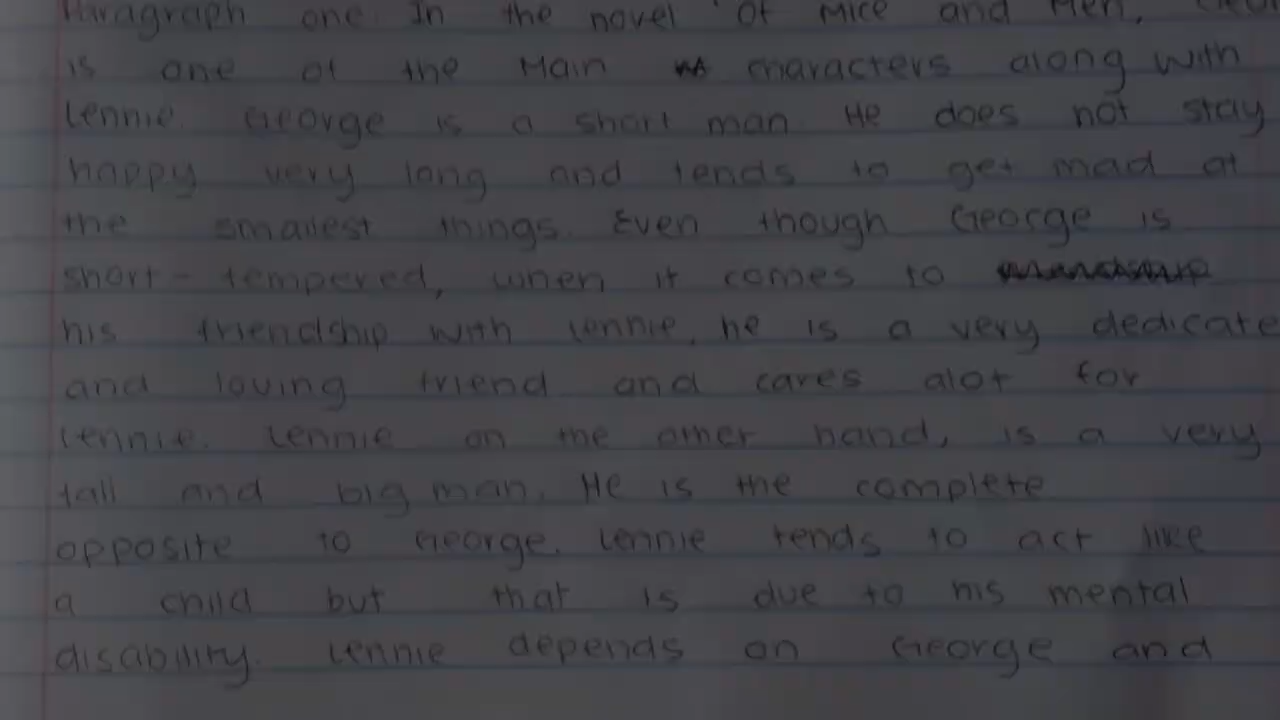 Paragraph one. In the novel 'Of Mice and Men,
is one of the Main characters along with
Lennie. George is a short man. He does not stay
happy very long and tends to get mad at
the smallest things. Even though George is
short-tempered, when it comes to
his friendship with Lennie, he is a very dedicate
and loving friend and cares alot for
Lennie. Lennie on the other hand, is a very
tall and big man. He is the complete
opposite to George. Lennie tends to act like
a child but that is due to his mental
disability. Lennie depends on George and